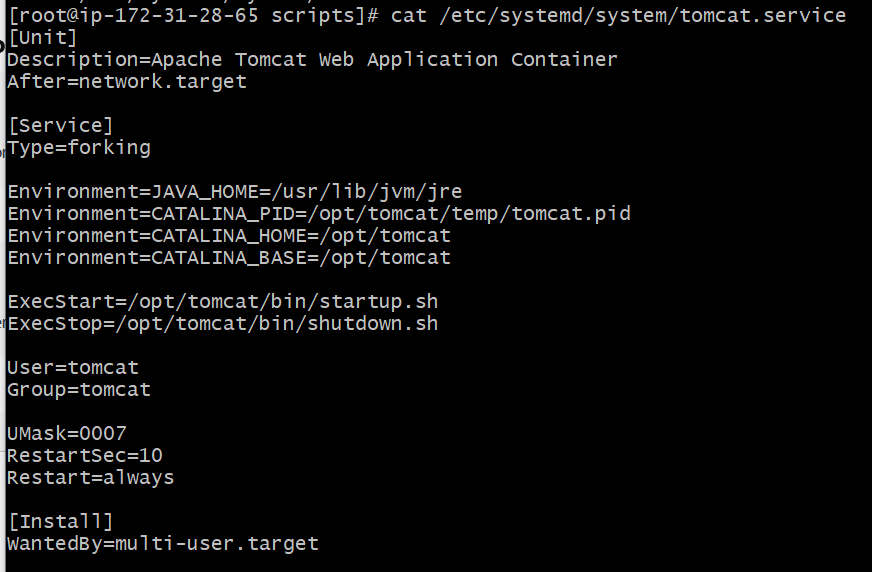 [root@ip-172-31-28-65 scripts]# cat /etc/systemd/system/tomcat.service
[Unit]
Description=Apache Tomcat Web Application Container
After=network.target
[Service]
Type=forking
Environment=JAVA_HOME=/usr/lib/jvm/jre
Environment=CATALINA_PID=/opt/tomcat/temp/tomcat.pid
Environment=CATALINA_HOME=/opt/tomcat
Environment=CATALINA_BASE=/opt/tomcat
ExecStart=/opt/tomcat/bin/startup.sh
ExecStop=/opt/tomcat/bin/shutdown.sh
User=tomcat
Group=tomcat
UMask=0007
RestartSec=10
Restart=always
[Install]
WantedBy=multi-user.target